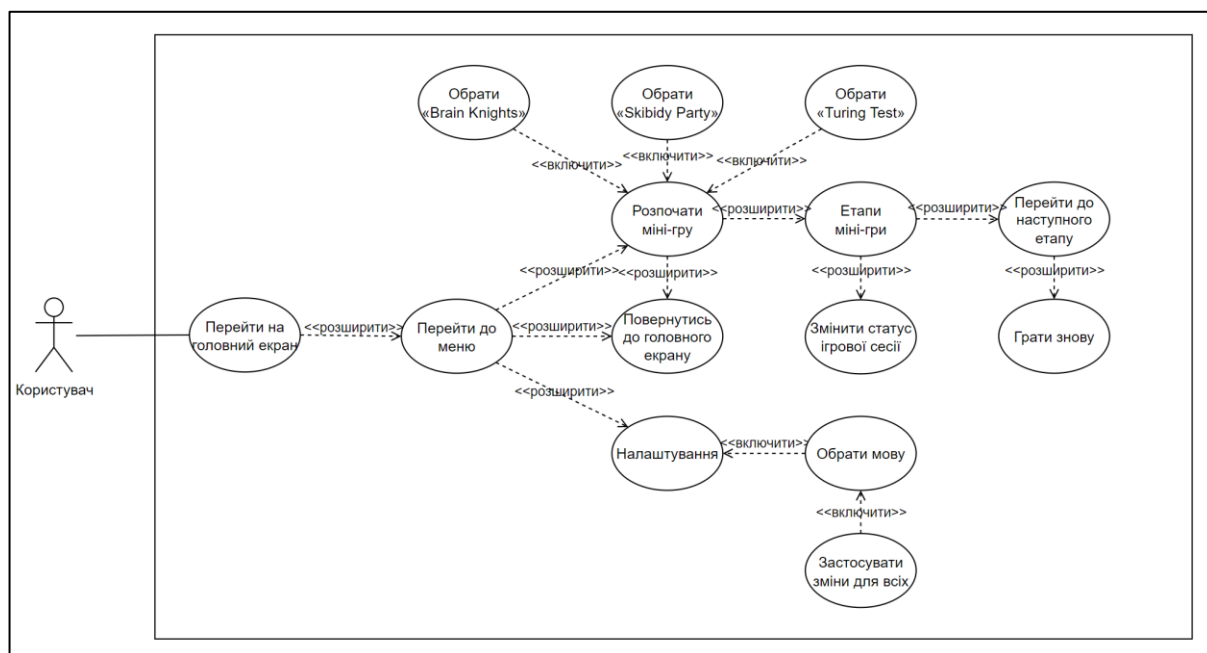 Обрати
«Brain Knights»
Обрати
«Skibidy Party»
Обрати
«Turing Test»
<<включити>>
<<включити>>
<<включити>>
Розпочати
міні-гру
<<розширити>>
Етапи
міні-гри
<<розширити>>
Перейти до
наступного
етапу
<<розширити>>
<<розширити>>
<<розширити>>
<<розширити>>
Користувач
Перейти на
головний екран
<<розширити>>
Перейти до
меню
<<розширити>>
Повернутись
до головного
екрану
Змінити статус
ігрової сесії
Грати знову
<<розширити>>
Налаштування
<<включити>>
Обрати мову
<<включити>>
Застосувати
зміни для всіх